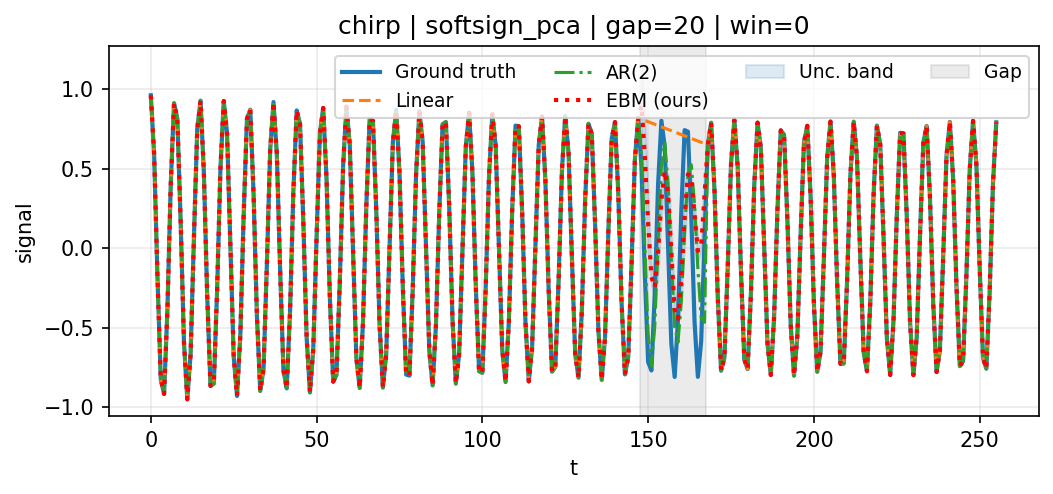 chirp | softsign_pca | gap=20 | win=0
Ground truth
Linear
AR(2)
EBM (ours)
Unc. band
Gap
signal
1.0
0.5
0.0
−0.5
−1.0
0
50
100
150
200
250
t